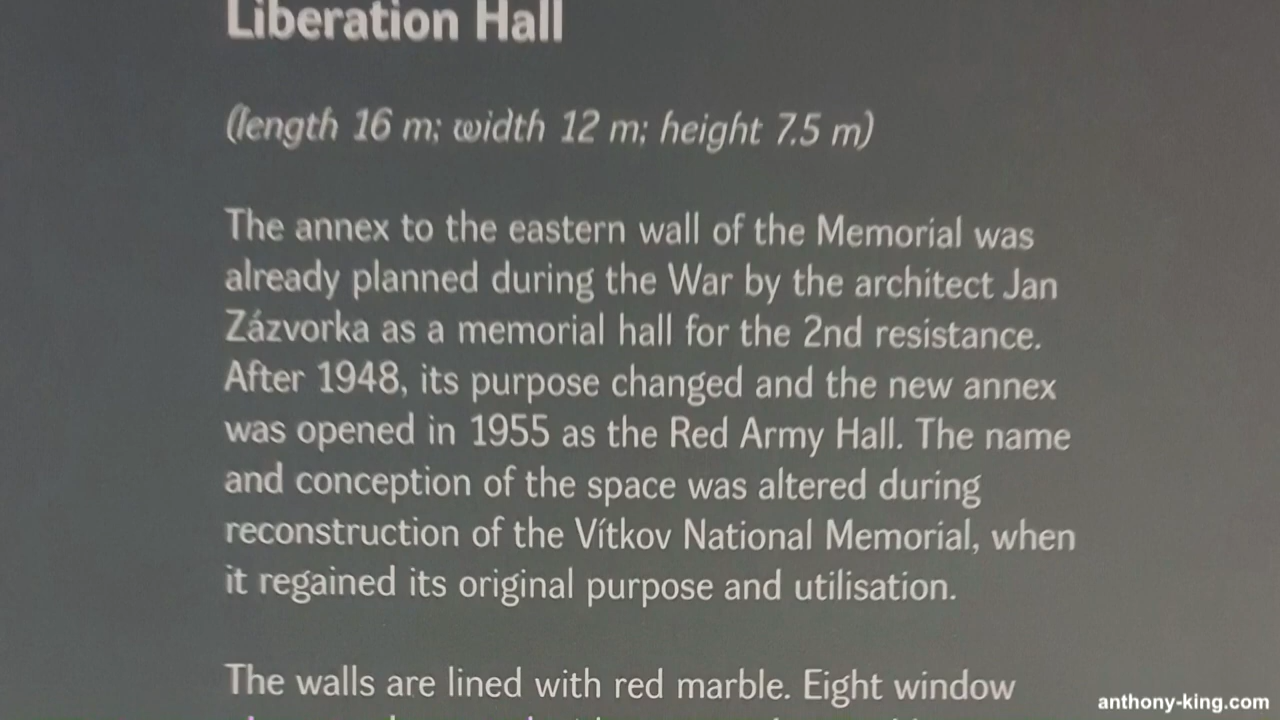 Liberation Hall
(length 16 m; width 12 m; height 7.5 m)
The annex to the eastern wall of the Memorial was
already planned during the War by the architect Jan
Zázvorka as a memorial hall for the 2nd resistance.
After 1948, its purpose changed and the new annex
was opened in 1955 as the Red Army Hall. The name
and conception of the space was altered during
reconstruction of the Vítkov National Memorial, when
it regained its original purpose and utilisation.
The walls are lined with red marble. Eight window
anthony-king.com